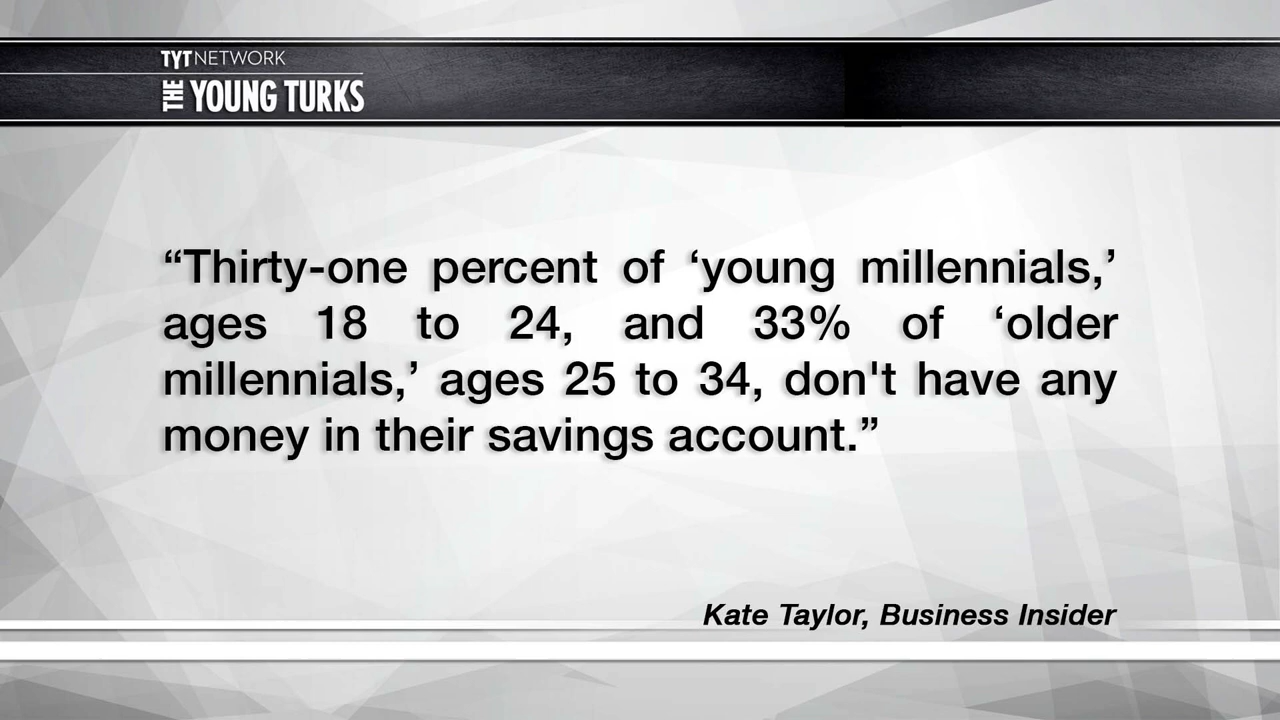 TYT NETWORK
THE YOUNG TURKS
“Thirty-one percent of ‘young millennials,’
ages 18 to 24, and 33% of ‘older
millennials,’ ages 25 to 34, don't have any
money in their savings account.”
Kate Taylor, Business Insider